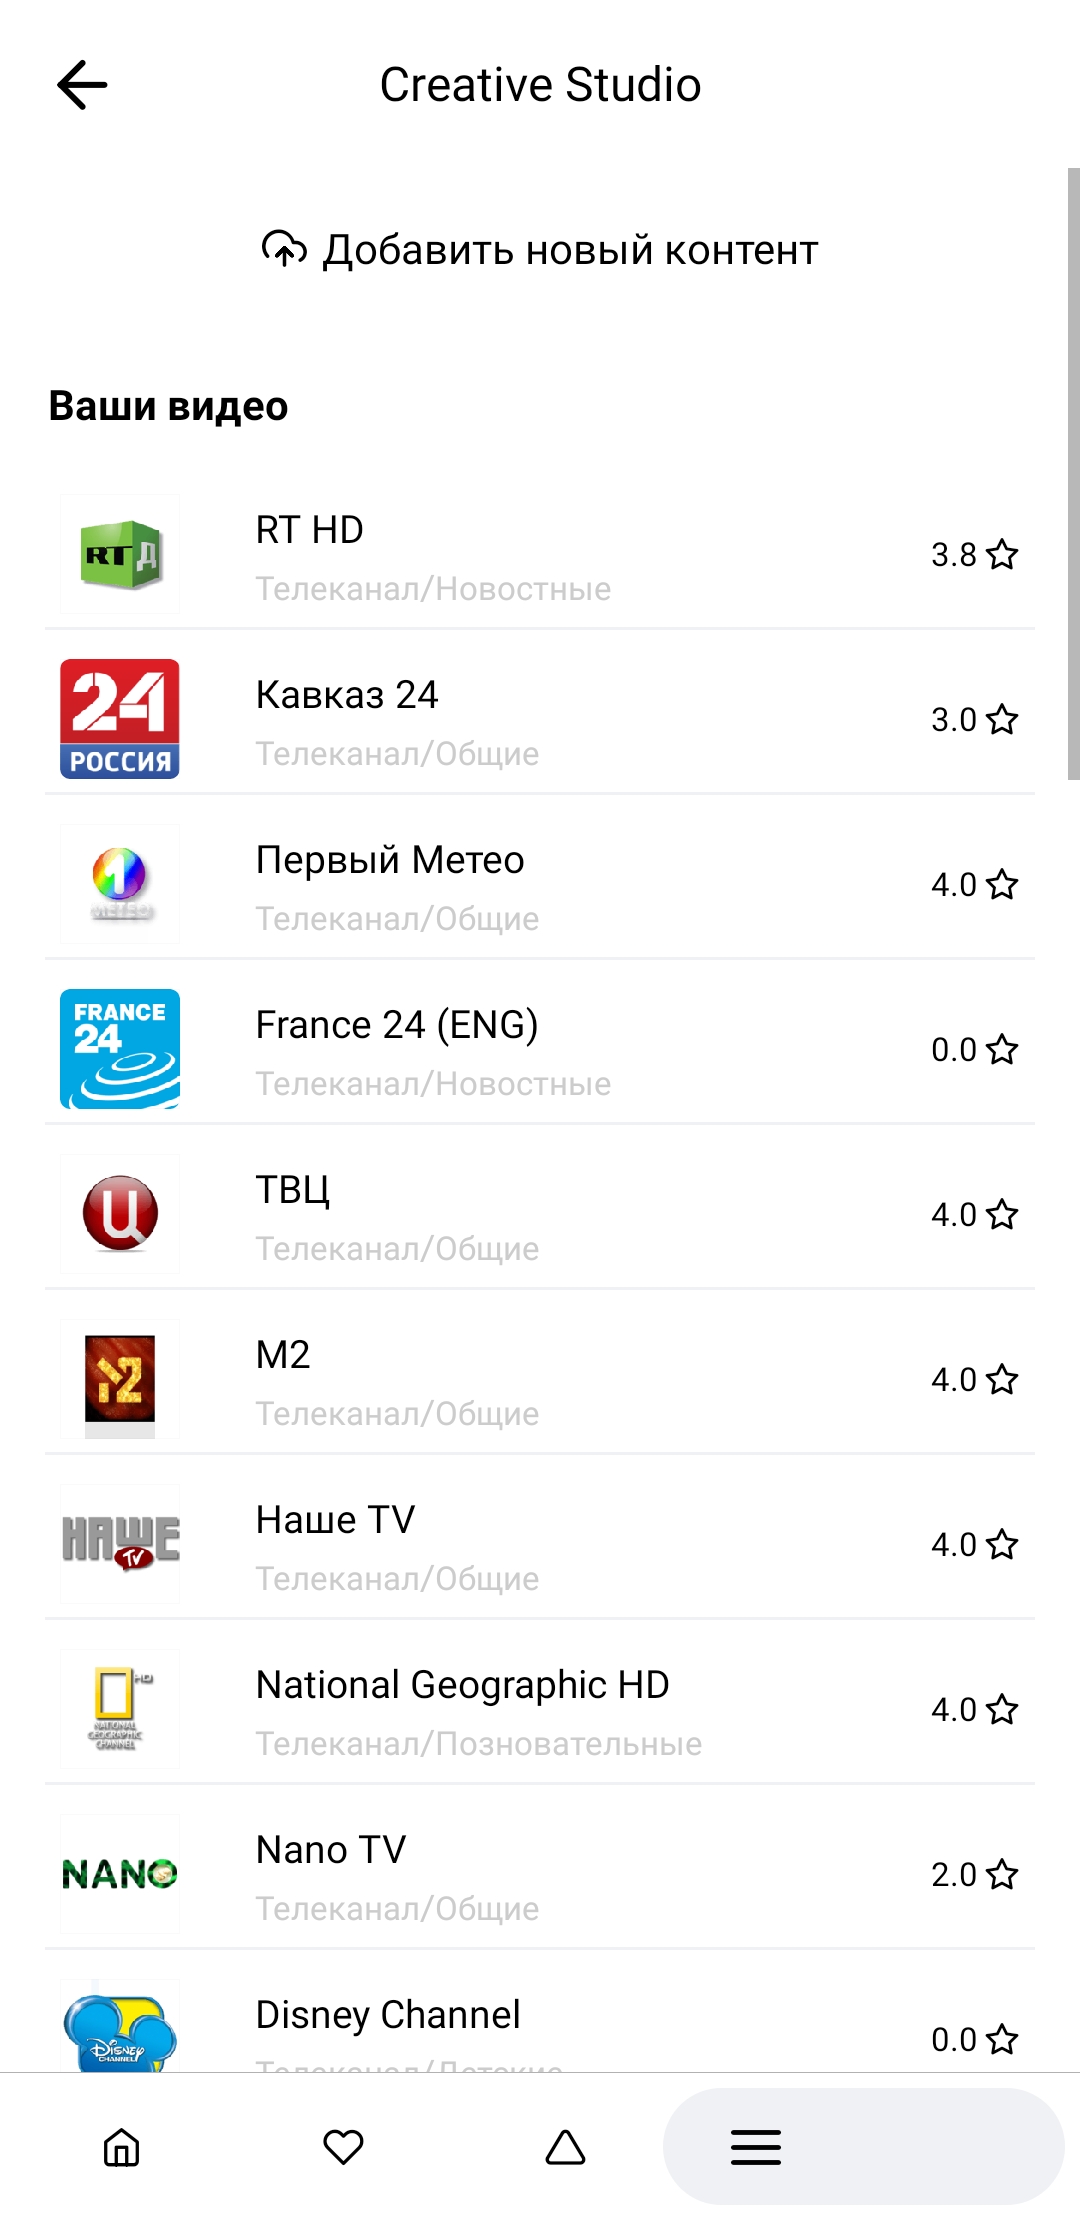 Creative Studio
Добавить новый контент
Ваши видео
RT Д
RT HD
Телеканал/Новостные
3.8
24
РОССИЯ
Кавказ 24
Телеканал/Общие
3.0
1
METEO
Первый Метео
Телеканал/Общие
4.0
FRANCE
24
France 24 (ENG)
Телеканал/Новостные
0.0
Ц
ТВЦ
Телеканал/Общие
4.0
M2
Телеканал/Общие
4.0
НАШЕ
TV
Наше TV
Телеканал/Общие
4.0
HD
NATIONAL
GEOGRAPHIC
CHANNEL
National Geographic HD
Телеканал/Позновательные
4.0
NANO
Nano TV
Телеканал/Общие
2.0
Disney
CHANNEL
Disney Channel
Телеканал/Детские
0.0